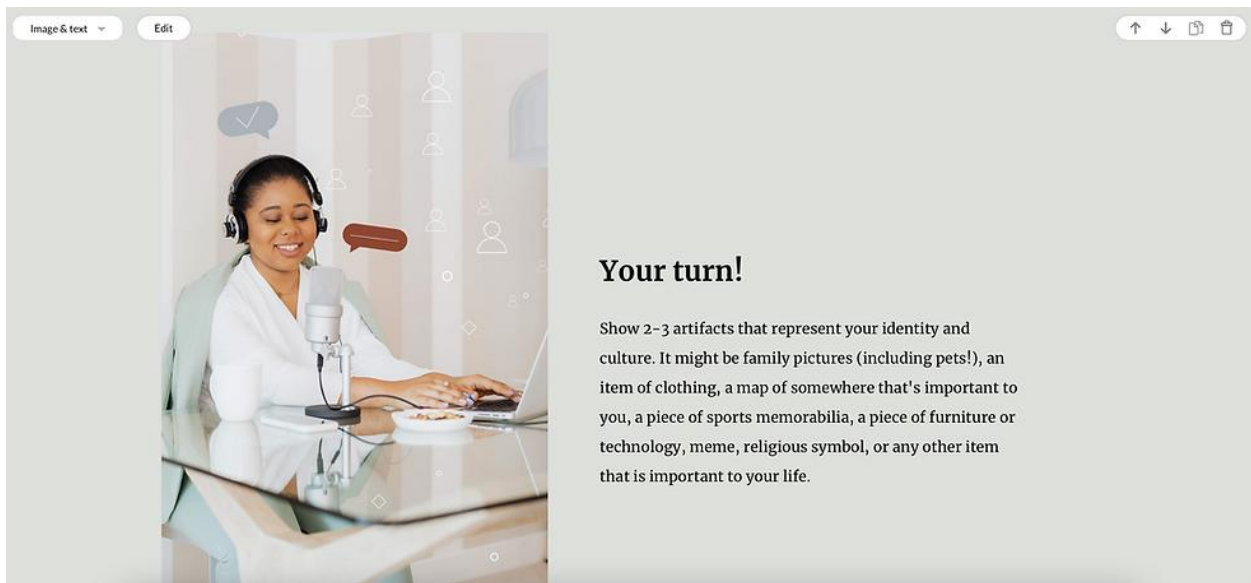 Image & text
Edit
Your turn!
Show 2-3 artifacts that represent your identity and
culture. It might be family pictures (including pets!), an
item of clothing, a map of somewhere that's important to
you, a piece of sports memorabilia, a piece of furniture or
technology, meme, religious symbol, or any other item
that is important to your life.